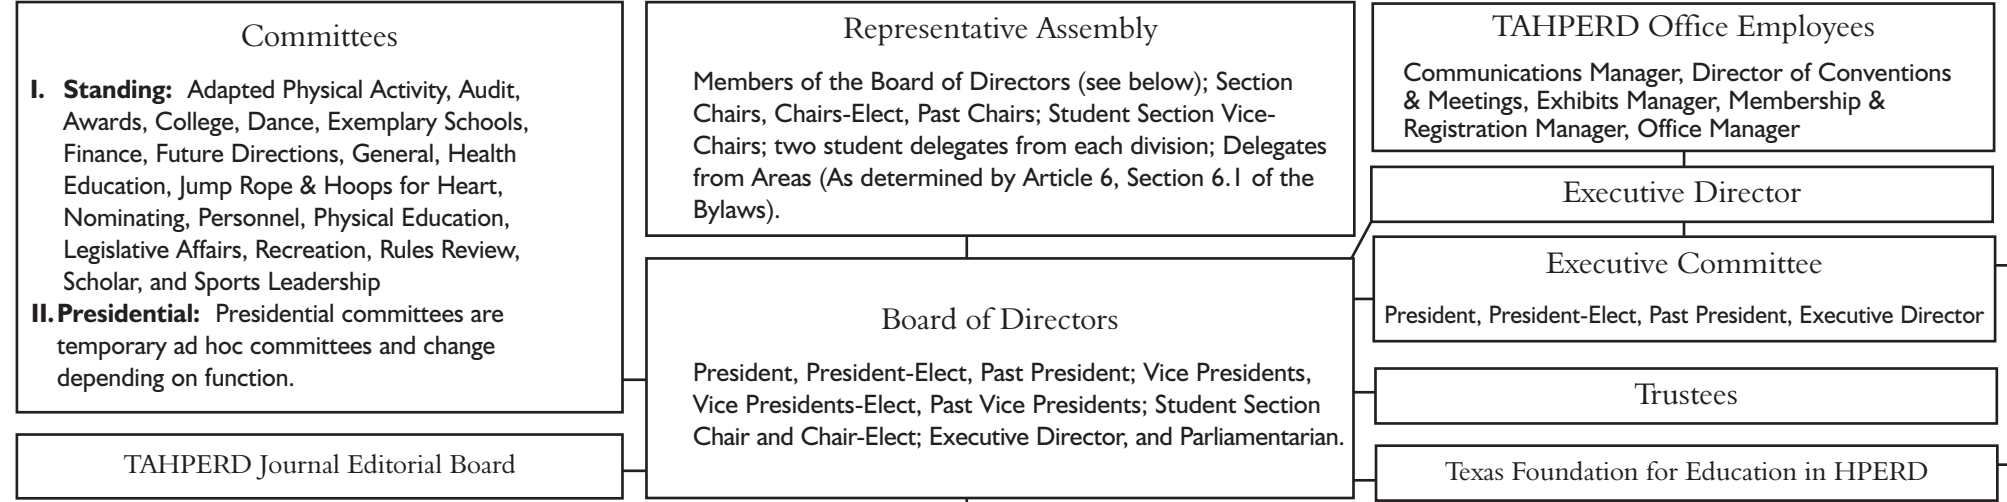 Committees
I. Standing: Adapted Physical Activity, Audit,
Awards, College, Dance, Exemplary Schools,
Finance, Future Directions, General, Health
Education, Jump Rope & Hoops for Heart,
Nominating, Personnel, Physical Education,
Legislative Affairs, Recreation, Rules Review,
Scholar, and Sports Leadership
II. Presidential: Presidential committees are
temporary ad hoc committees and change
depending on function.
TAHPERD Journal Editorial Board
Representative Assembly
Members of the Board of Directors (see below); Section
Chairs, Chairs-Elect, Past Chairs; Student Section Vice-
Chairs; two student delegates from each division; Delegates
from Areas (As determined by Article 6, Section 6.1 of the
Bylaws).
Board of Directors
President, President-Elect, Past President; Vice Presidents,
Vice Presidents-Elect, Past Vice Presidents; Student Section
Chair and Chair-Elect; Executive Director, and Parliamentarian.
TAHPERD Office Employees
Communications Manager, Director of Conventions
& Meetings, Exhibits Manager, Membership &
Registration Manager, Office Manager
Executive Director
Executive Committee
President, President-Elect, Past President, Executive Director
Trustees
Texas Foundation for Education in HPERD